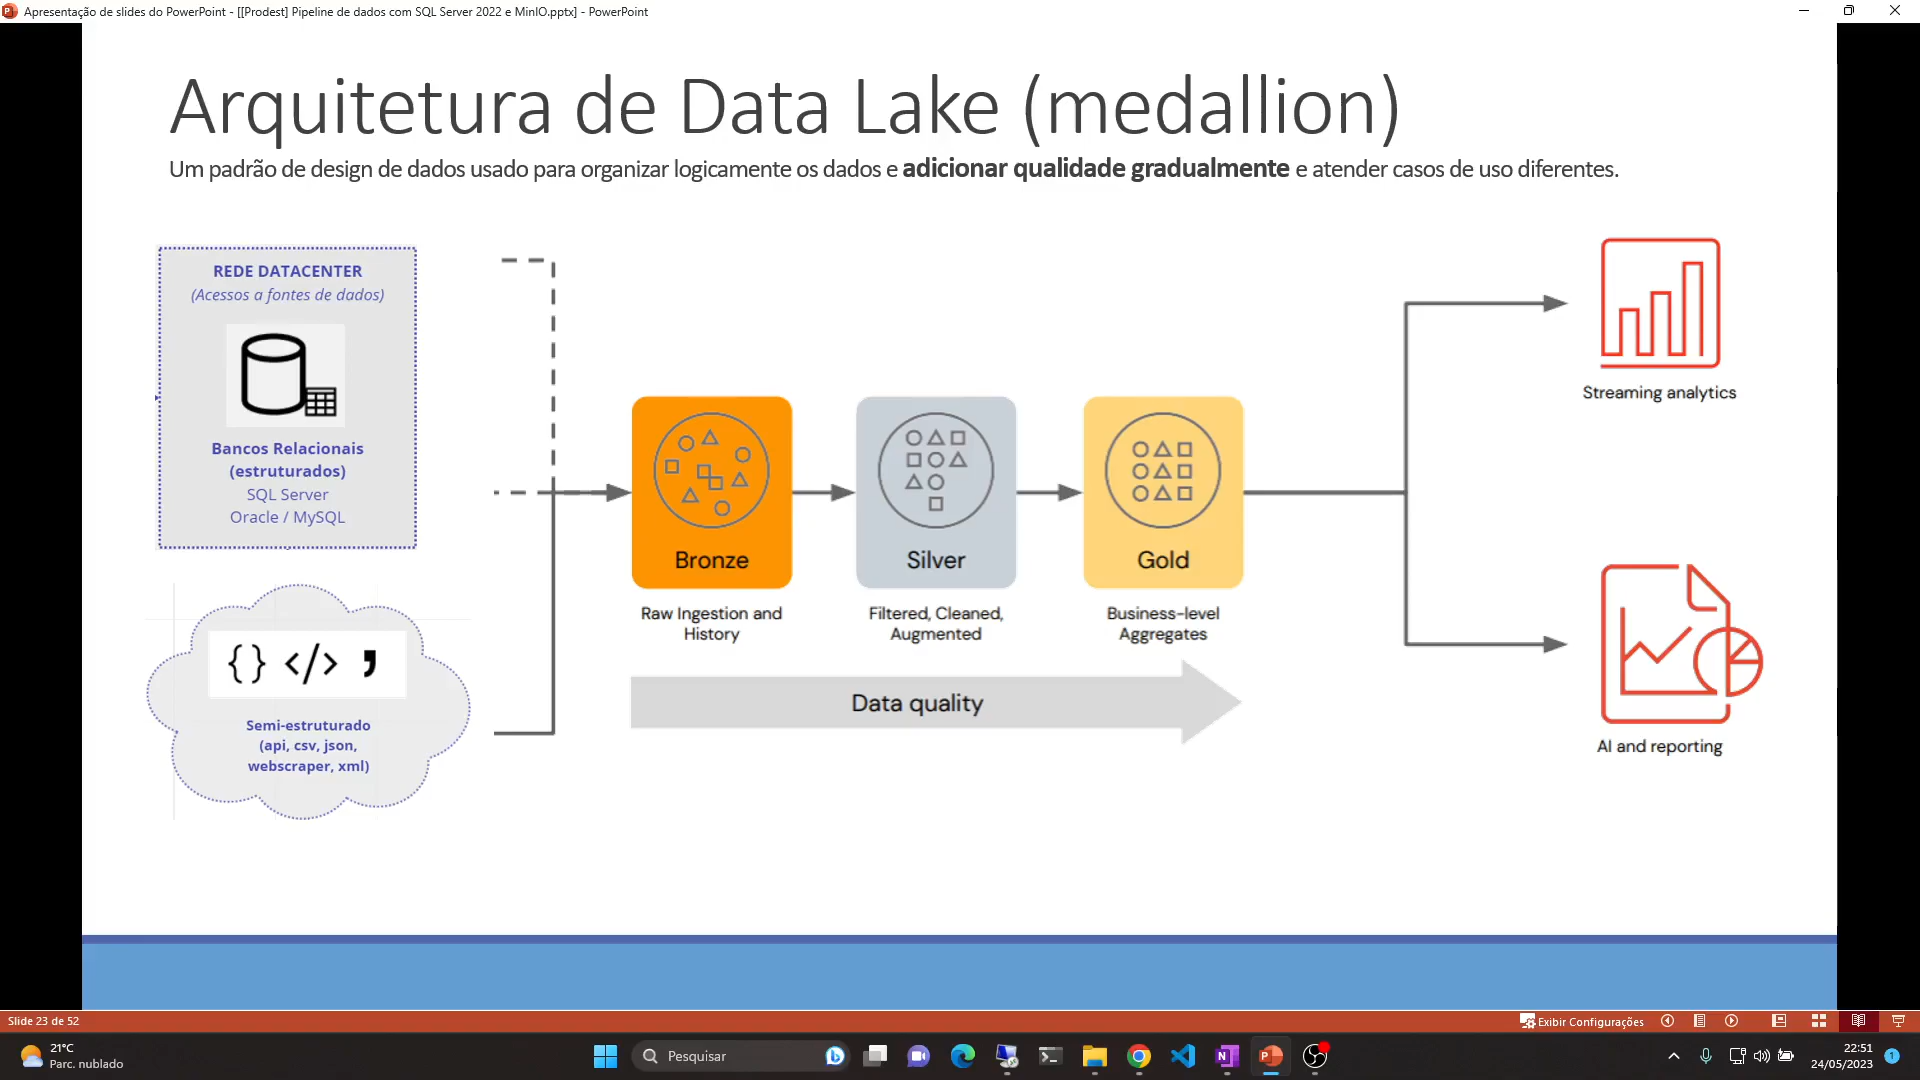 Apresentação de slides do PowerPoint - [[Prodest] Pipeline de dados com SQL Server 2022 e MinIO.pptx] - PowerPoint
Arquitetura de Data Lake (medallion)
Um padrão de design de dados usado para organizar logicamente os dados e adicionar qualidade gradualmente e atender casos de uso diferentes.
REDE DATACENTER
(Acessos a fontes de dados)
Bancos Relacionais
(estruturados)
SQL Server
Oracle / MySQL
{} </> ,
Semi-estruturado
(api, csv, json,
webscraper, xml)
Bronze
Raw Ingestion and
History
Silver
Filtered, Cleaned,
Augmented
Gold
Business-level
Aggregates
Data quality
Streaming analytics
AI and reporting
Slide 23 de 52
Exibir Configurações
21°C
Parc. nublado
Pesquisar
22:51
24/05/2023
1